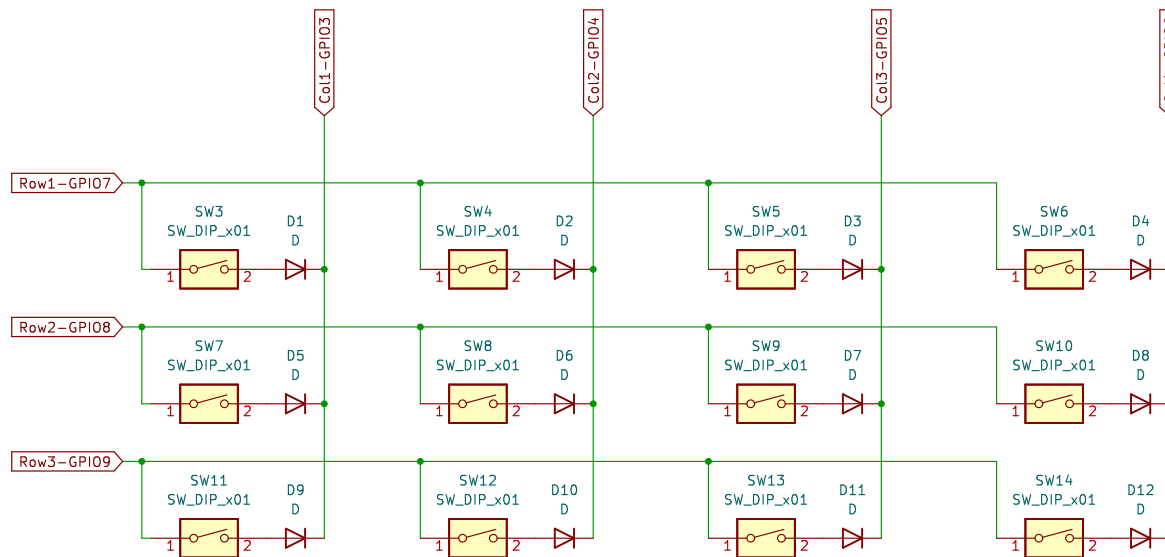 Col1-GPIO3
Col2-GPIO4
Col3-GPIO5
Row1-GPIO7
SW3
SW_DIP_x01
1 2
D1
D
SW4
SW_DIP_x01
1 2
D2
D
SW5
SW_DIP_x01
1 2
D3
D
SW6
SW_DIP_x01
1 2
D4
D
Row2-GPIO8
SW7
SW_DIP_x01
1 2
D5
D
SW8
SW_DIP_x01
1 2
D6
D
SW9
SW_DIP_x01
1 2
D7
D
SW10
SW_DIP_x01
1 2
D8
D
Row3-GPIO9
SW11
SW_DIP_x01
1 2
D9
D
SW12
SW_DIP_x01
1 2
D10
D
SW13
SW_DIP_x01
1 2
D11
D
SW14
SW_DIP_x01
1 2
D12
D